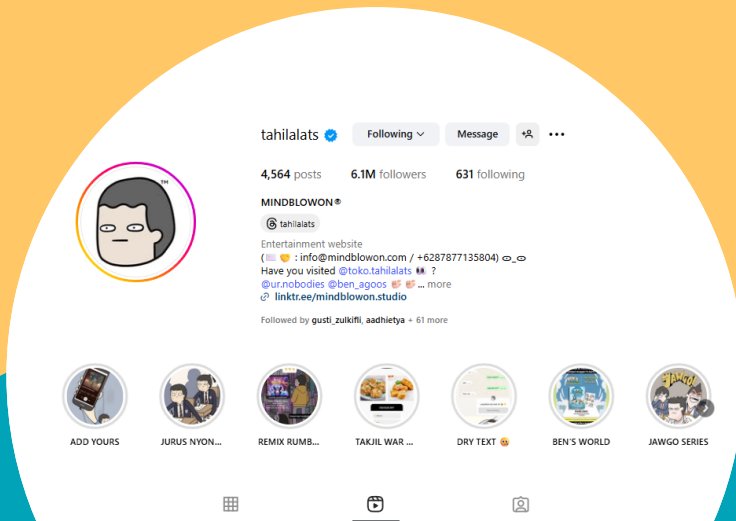 tahilalats
Following
Message
4,564 posts
6.1M followers
631 following
TM
MINDBLOWON®
tahilalats
Entertainment website
( : info@mindblowon.com / +6287877135804)
Have you visited @toko.tahilalats ?
@ur.nobodies @ben_agoos ... more
linktr.ee/mindblowon.studio
Followed by gusti_zulkifli, aadhietya + 61 more
JAWGO!
ADD YOURS
JURUS NYON...
REMIX RUMB...
TAKJIL WAR ...
DRY TEXT
BEN'S WORLD
JAWGO SERIES